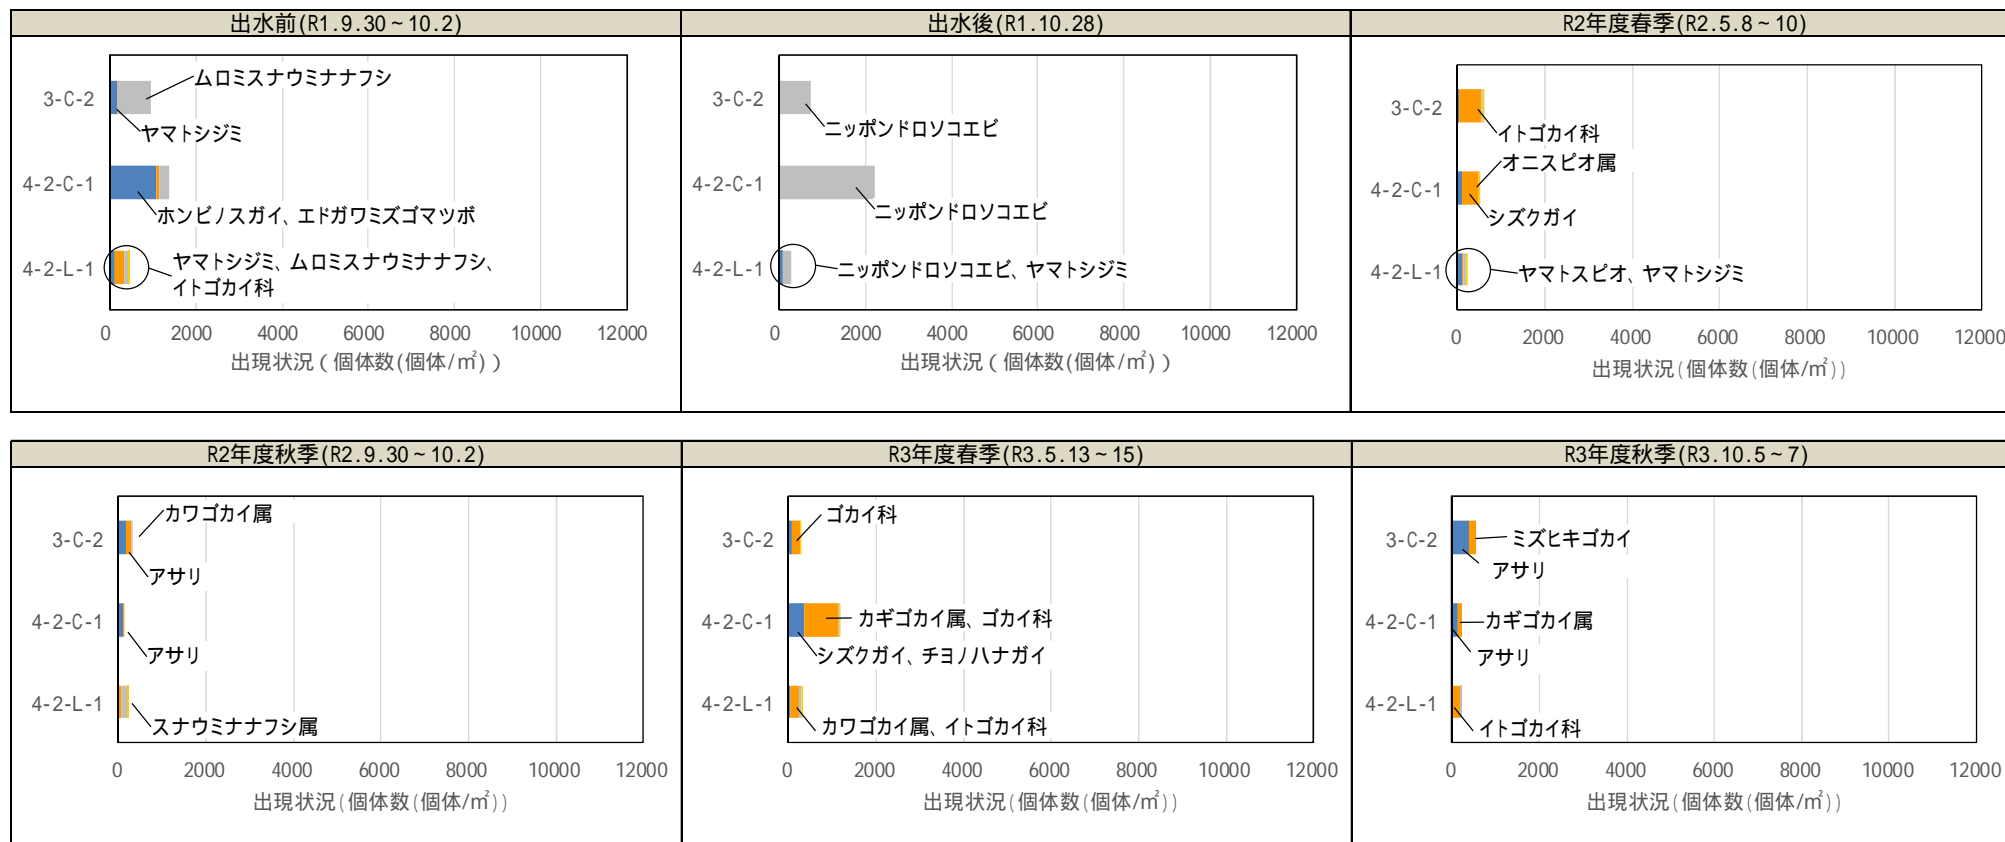 出水前(R1.9.30～10.2)
3-C-2
4-2-C-1
4-2-L-1
ムロミスナウミナナフシ
ヤマトシジミ
ホンビノスガイ、エドガワミズゴマツボ
ヤマトシジミ、ムロミスナウミナナフシ、
イトゴカイ科
0 2000 4000 6000 8000 10000 12000
出現状況(個体数(個体/㎡))
出水後(R1.10.28)
3-C-2
4-2-C-1
4-2-L-1
ニッポンドロソコエビ
ニッポンドロソコエビ
ニッポンドロソコエビ、ヤマトシジミ
0 2000 4000 6000 8000 10000 12000
出現状況(個体数(個体/㎡))
R2年度春季(R2.5.8～10)
3-C-2
4-2-C-1
4-2-L-1
イトゴカイ科
オニスピオ属
シズクガイ
ヤマトスピオ、ヤマトシジミ
0 2000 4000 6000 8000 10000 12000
出現状況(個体数(個体/㎡))
R2年度秋季(R2.9.30～10.2)
3-C-2
4-2-C-1
4-2-L-1
カワゴカイ属
アサリ
アサリ
スナウミナナフシ属
0 2000 4000 6000 8000 10000 12000
出現状況(個体数(個体/㎡))
R3年度春季(R3.5.13～15)
3-C-2
4-2-C-1
4-2-L-1
ゴカイ科
カギゴカイ属、ゴカイ科
シズクガイ、チヨノハナガイ
カワゴカイ属、イトゴカイ科
0 2000 4000 6000 8000 10000 12000
出現状況(個体数(個体/㎡))
R3年度秋季(R3.10.5～7)
3-C-2
4-2-C-1
4-2-L-1
ミズヒキゴカイ
アサリ
カギゴカイ属
アサリ
イトゴカイ科
0 2000 4000 6000 8000 10000 12000
出現状況(個体数(個体/㎡))